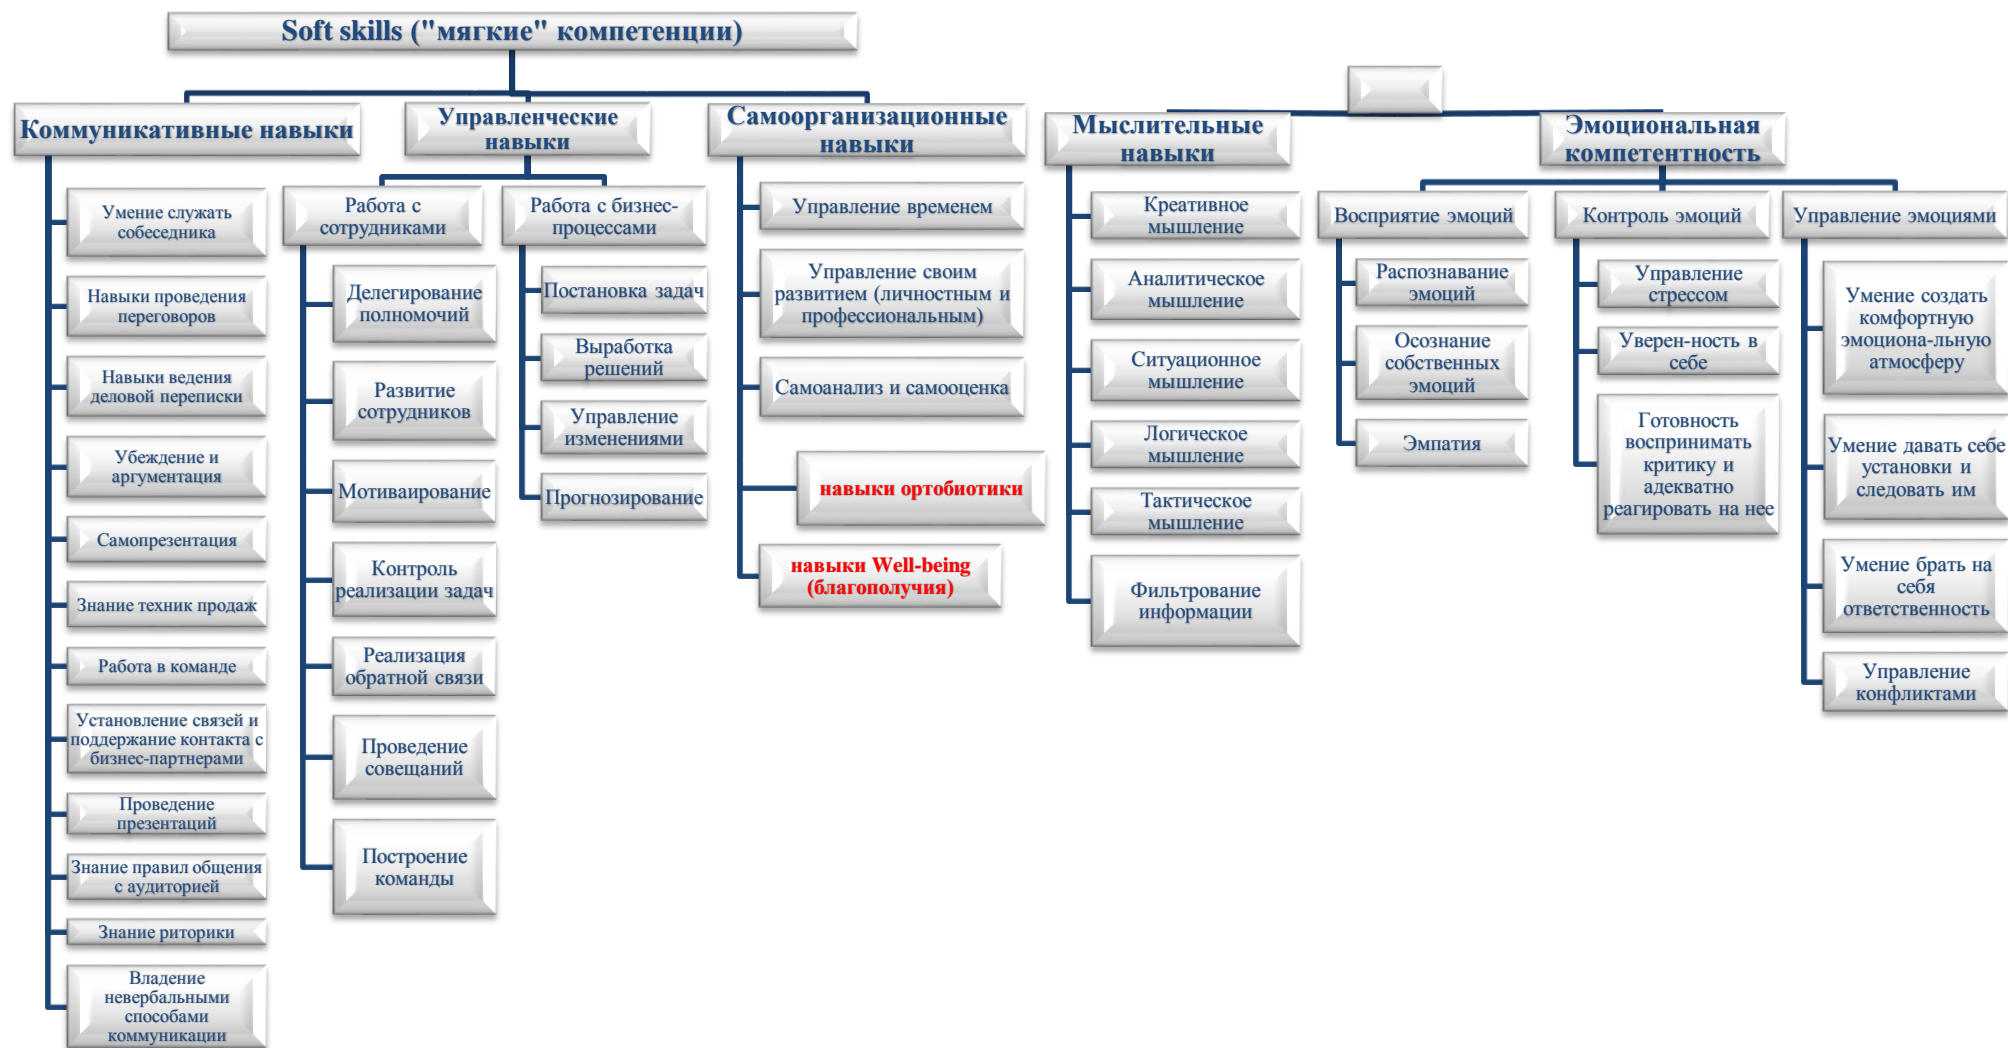 Soft skills ("мягкие" компетенции)
Коммуникативные навыки
Умение служать
собеседника
Навыки проведения
переговоров
Навыки ведения
деловой переписки
Убеждение и
аргументация
Самопрезентация
Знание техник продаж
Работа в команде
Установление связей и
поддержание контакта с
бизнес-партнерами
Проведение
презентаций
Знание правил общения
с аудиторией
Знание риторики
Владение
невербальными
способами
коммуникации
Управленческие
навыки
Работа с
сотрудниками
Делегирование
полномочий
Развитие
сотрудников
Мотиваирование
Контроль
реализации задач
Реализация
обратной связи
Проведение
совещаний
Построение
команды
Работа с бизнес-
процессами
Постановка задач
Выработка
решений
Управление
изменениями
Прогнозирование
Самоорганизационные
навыки
Управление временем
Управление своим
развитием (личностным и
профессиональным)
Самоанализ и самооценка
навыки ортобиотики
навыки Well-being
(благополучия)
Мыслительные
навыки
Креативное
мышление
Аналитическое
мышление
Ситуационное
мышление
Логическое
мышление
Тактическое
мышление
Фильтрование
информации
Эмоциональная
компетентность
Восприятие эмоций
Распознавание
эмоций
Осознание
собственных
эмоций
Эмпатия
Контроль эмоций
Управление
стрессом
Уверен-ность в
себе
Готовность
воспринимать
критику и
адекватно
реагировать на нее
Управление эмоциями
Умение создать
комфортную
эмоциона-льную
атмосферу
Умение давать себе
установки и
следовать им
Умение брать на
себя
ответственность
Управление
конфликтами